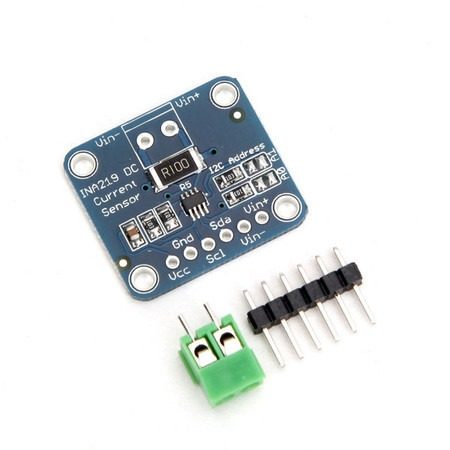 Vin-
Vin+
INA219 DC
Current
Sensor
R100
R5
I2C Address
A1
A0
Gnd
Sda
Vin+
Vcc
Scl
Vin-